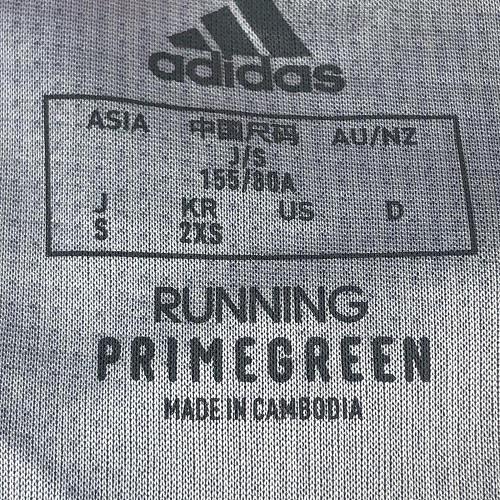 adidas
ASIA 中国尺码 AU/NZ
J/S
155/80A
J KR US D
S 2XS
RUNNING
PRIMEGREEN
MADE IN CAMBODIA